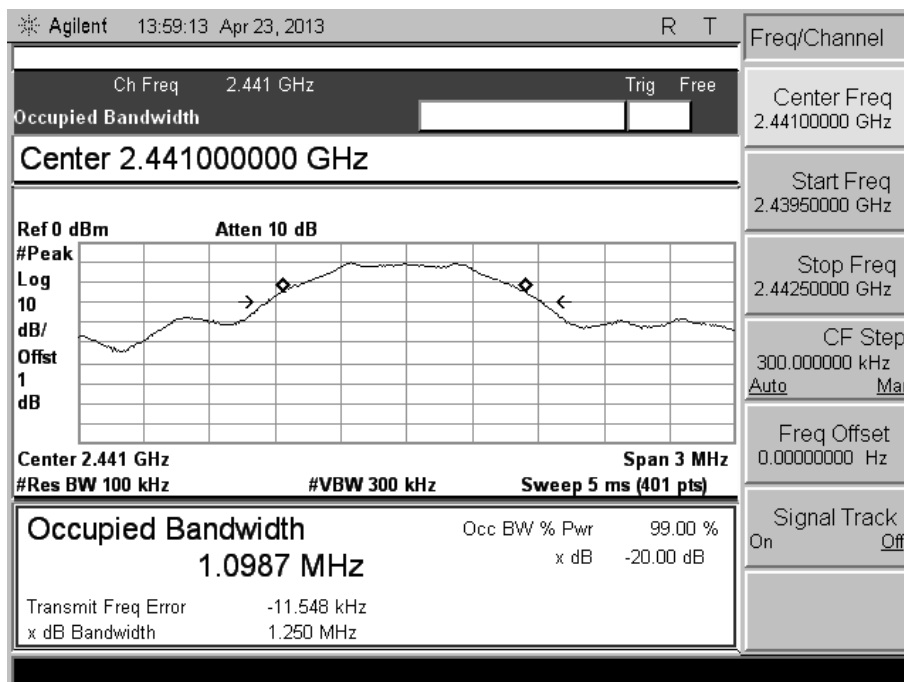 Agilent 13:59:13 Apr 23, 2013 R T
Ch Freq 2.441 GHz Trig Free
Occupied Bandwidth
Center 2.441000000 GHz
Ref 0 dBm Atten 10 dB
#Peak
Log
10
dB/
Offst
1
dB
Center 2.441 GHz Span 3 MHz
#Res BW 100 kHz #VBW 300 kHz Sweep 5 ms (401 pts)
Occupied Bandwidth
1.0987 MHz
Occ BW % Pwr 99.00 %
x dB -20.00 dB
Transmit Freq Error -11.548 kHz
x dB Bandwidth 1.250 MHz
Freq/Channel
Center Freq
2.44100000 GHz
Start Freq
2.43950000 GHz
Stop Freq
2.44250000 GHz
CF Step
300.000000 kHz
Auto Man
Freq Offset
0.00000000 Hz
Signal Track
On Off